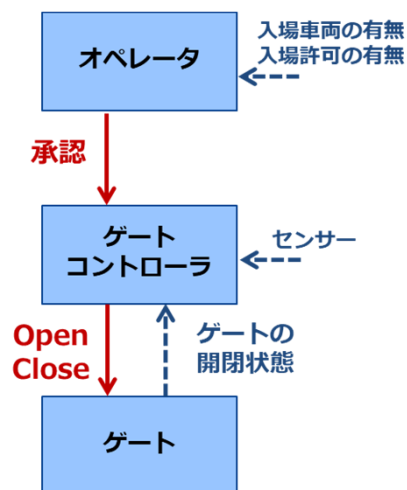 オペレータ
入場車両の有無
入場許可の有無
承認
ゲート
コントローラ
センサー
Open
Close
ゲートの
開閉状態
ゲート